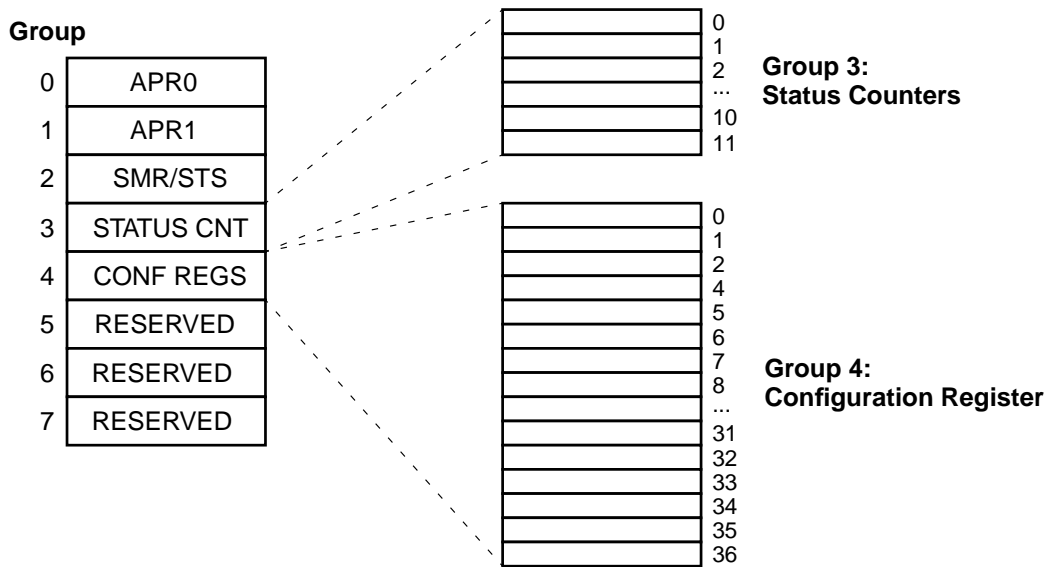 Group
0 APR0
1 APR1
2 SMR/STS
3 STATUS CNT
4 CONF REGS
5 RESERVED
6 RESERVED
7 RESERVED
0
1
2
...
10
11
Group 3:
Status Counters
0
1
2
4
5
6
7
8
...
31
32
33
34
35
36
Group 4:
Configuration Register